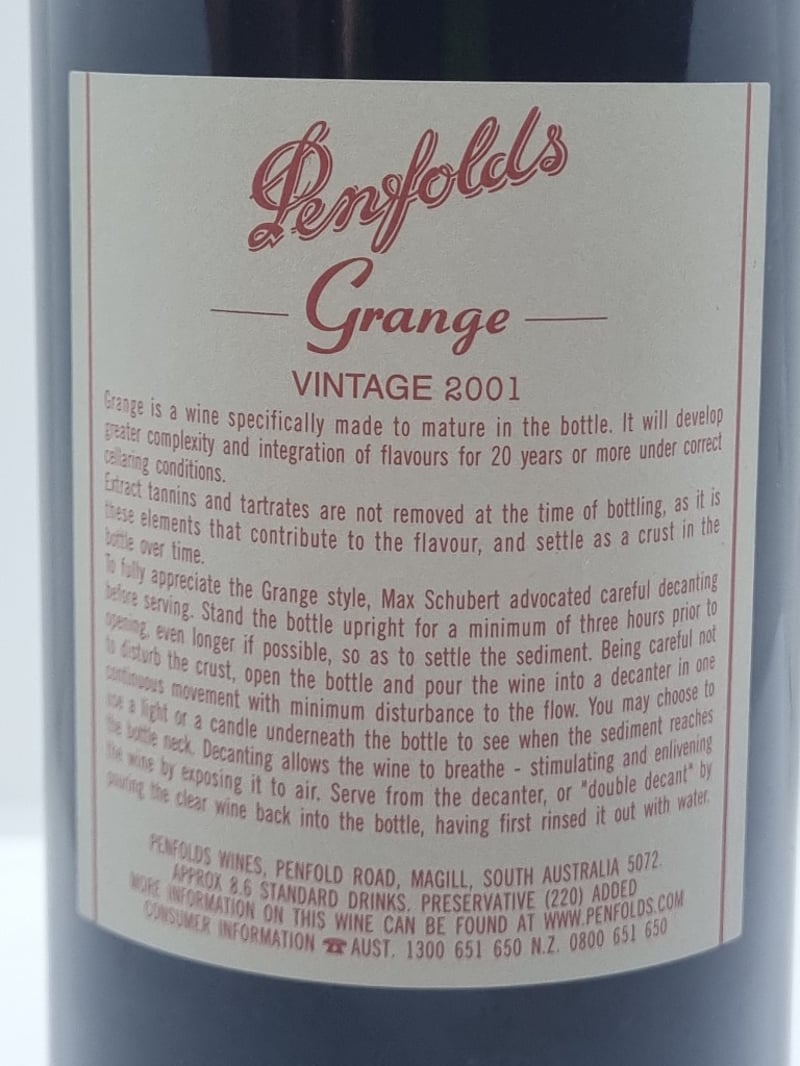 Penfolds
Grange
VINTAGE 2001
Grange is a wine specifically made to mature in the bottle. It will develop
greater complexity and integration of flavours for 20 years or more under correct
cellaring conditions.
Extract tannins and tartrates are not removed at the time of bottling, as it is
these elements that contribute to the flavour, and settle as a crust in the
bottle over time.
To fully appreciate the Grange style, Max Schubert advocated careful decanting
before serving. Stand the bottle upright for a minimum of three hours prior to
opening, even longer if possible, so as to settle the sediment. Being careful not
to disturb the crust, open the bottle and pour the wine into a decanter in one
continuous movement with minimum disturbance to the flow. You may choose to
use a light or a candle underneath the bottle to see when the sediment reaches
the bottle neck. Decanting allows the wine to breathe - stimulating and enlivening
the wine by exposing it to air. Serve from the decanter, or "double decant" by
pouring the clear wine back into the bottle, having first rinsed it out with water.
PENFOLDS WINES, PENFOLD ROAD, MAGILL, SOUTH AUSTRALIA 5072.
APPROX 8.6 STANDARD DRINKS. PRESERVATIVE (220) ADDED
MORE INFORMATION ON THIS WINE CAN BE FOUND AT WWW.PENFOLDS.COM
CONSUMER INFORMATION ☎ AUST. 1300 651 650 N.Z. 0800 651 650